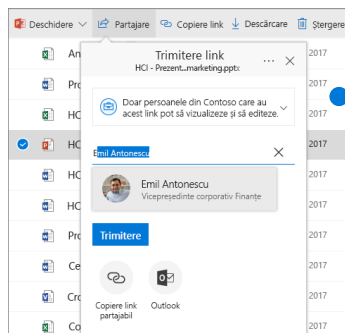 Deschidere Partajare Copiere link Descărcare Ștergere
Trimitere link
HCI - Prezent...marketing.pptx
Doar persoanele din Contoso care au
acest link pot să vizualizeze și să editeze.
Emil Antonescu
Emil Antonescu
Vicepreședinte corporativ Finanțe
Trimitere
Copiere link
partajabil
Outlook
An 2017
Pro 2017
HC 2017
HC 2017
HC 2017
HC 2017
Pro 2017
Ce 2017
Cro 2017
Co 2017